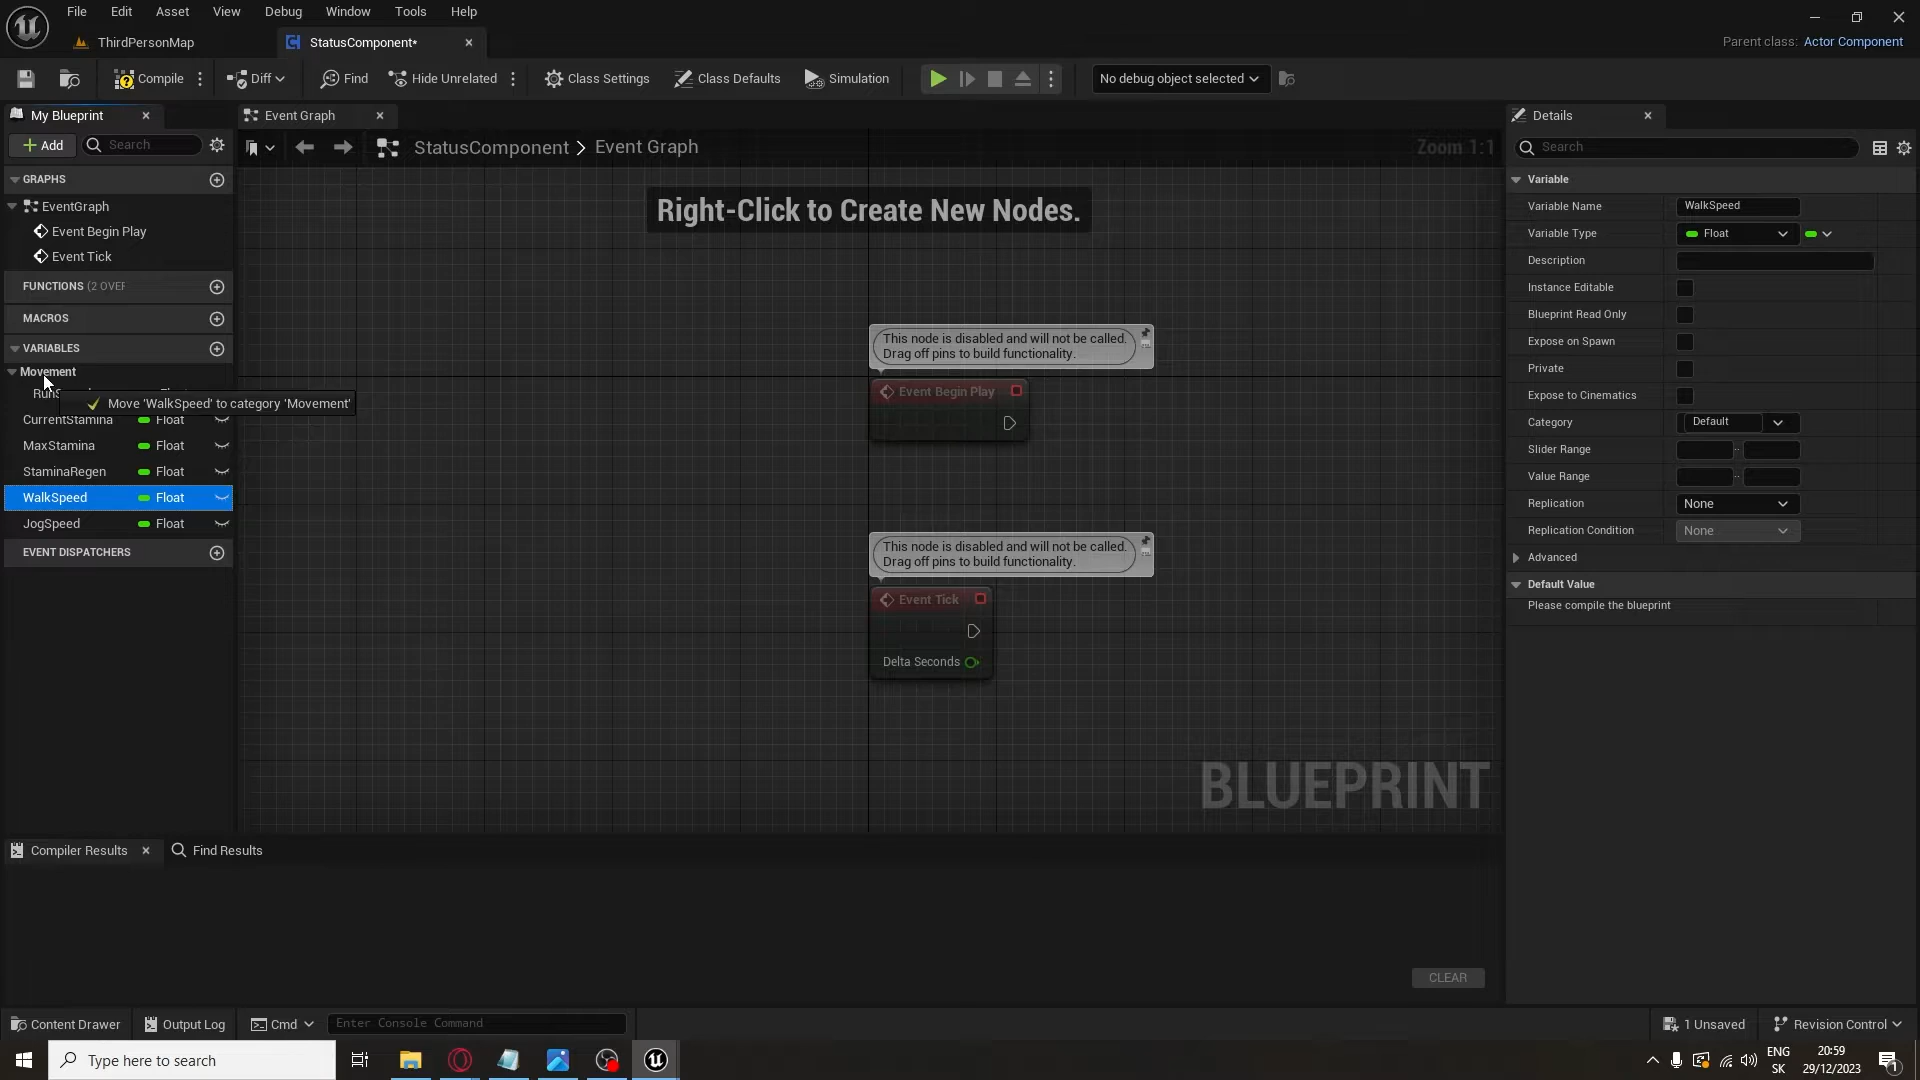 File Edit Asset View Debug Window Tools Help
ThirdPersonMap
StatusComponent*
Parent class: Actor Component
Compile
Diff
Find
Hide Unrelated
Class Settings
Class Defaults
Simulation
No debug object selected
My Blueprint
Event Graph
Details
Add
Search
StatusComponent > Event Graph
Zoom 1:1
Search
GRAPHS
EventGraph
Event Begin Play
Event Tick
FUNCTIONS (2 OVER
MACROS
VARIABLES
Movement
Move 'WalkSpeed' to category 'Movement'
CurrentStamina Float
MaxStamina Float
StaminaRegen Float
WalkSpeed Float
JogSpeed Float
EVENT DISPATCHERS
Right-Click to Create New Nodes.
This node is disabled and will not be called.
Drag off pins to build functionality.
Event Begin Play
This node is disabled and will not be called.
Drag off pins to build functionality.
Event Tick
Delta Seconds
BLUEPRINT
Variable
Variable Name WalkSpeed
Variable Type Float
Description
Instance Editable
Blueprint Read Only
Expose on Spawn
Private
Expose to Cinematics
Category Default
Slider Range
Value Range
Replication None
Replication Condition None
Advanced
Default Value
Please compile the blueprint
Compiler Results
Find Results
CLEAR
Content Drawer
Output Log
Cmd
Enter Console Command
1 Unsaved
Revision Control
Type here to search
ENG
SK
20:59
29/12/2023
1